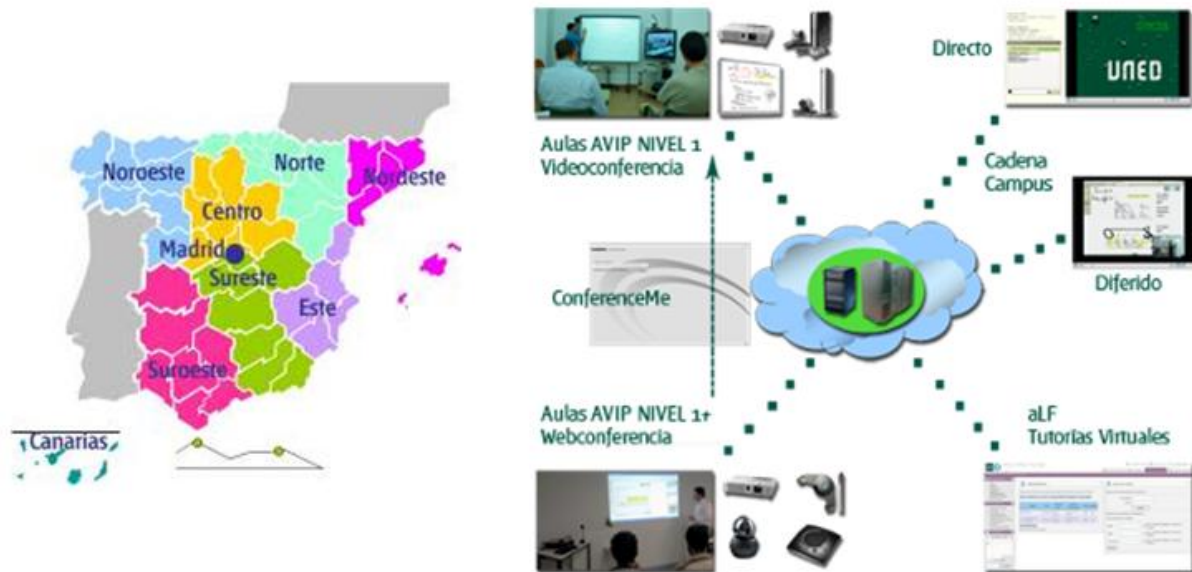 Noroeste
Norte
Nordeste
Centro
Madrid
Sureste
Este
Suroeste
Canarias
Directo
UNED
Aulas AVIP NIVEL 1
Videoconferencia
Cadena
Campus
ConferenceMe
Diferido
Aulas AVIP NIVEL 1+
Webconferencia
aLF
Tutorías Virtuales